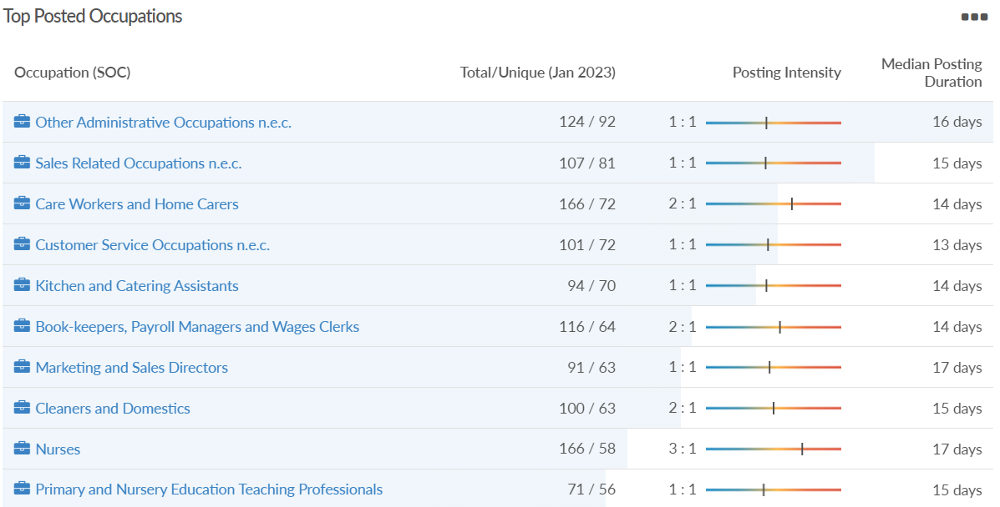 Top Posted Occupations
Occupation (SOC) Total/Unique (Jan 2023) Posting Intensity Median Posting Duration
Other Administrative Occupations n.e.c. 124 / 92 1 : 1 16 days
Sales Related Occupations n.e.c. 107 / 81 1 : 1 15 days
Care Workers and Home Carers 166 / 72 2 : 1 14 days
Customer Service Occupations n.e.c. 101 / 72 1 : 1 13 days
Kitchen and Catering Assistants 94 / 70 1 : 1 14 days
Book-keepers, Payroll Managers and Wages Clerks 116 / 64 2 : 1 14 days
Marketing and Sales Directors 91 / 63 1 : 1 17 days
Cleaners and Domestics 100 / 63 2 : 1 15 days
Nurses 166 / 58 3 : 1 17 days
Primary and Nursery Education Teaching Professionals 71 / 56 1 : 1 15 days